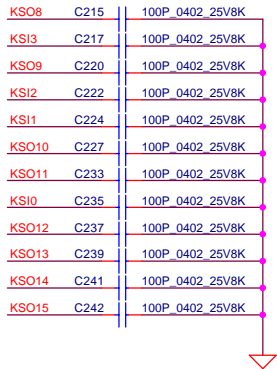 KSO8 C215 100P_0402_25V8K
KSI3 C217 100P_0402_25V8K
KSO9 C220 100P_0402_25V8K
KSI2 C222 100P_0402_25V8K
KSI1 C224 100P_0402_25V8K
KSO10 C227 100P_0402_25V8K
KSO11 C233 100P_0402_25V8K
KSI0 C235 100P_0402_25V8K
KSO12 C237 100P_0402_25V8K
KSO13 C239 100P_0402_25V8K
KSO14 C241 100P_0402_25V8K
KSO15 C242 100P_0402_25V8K